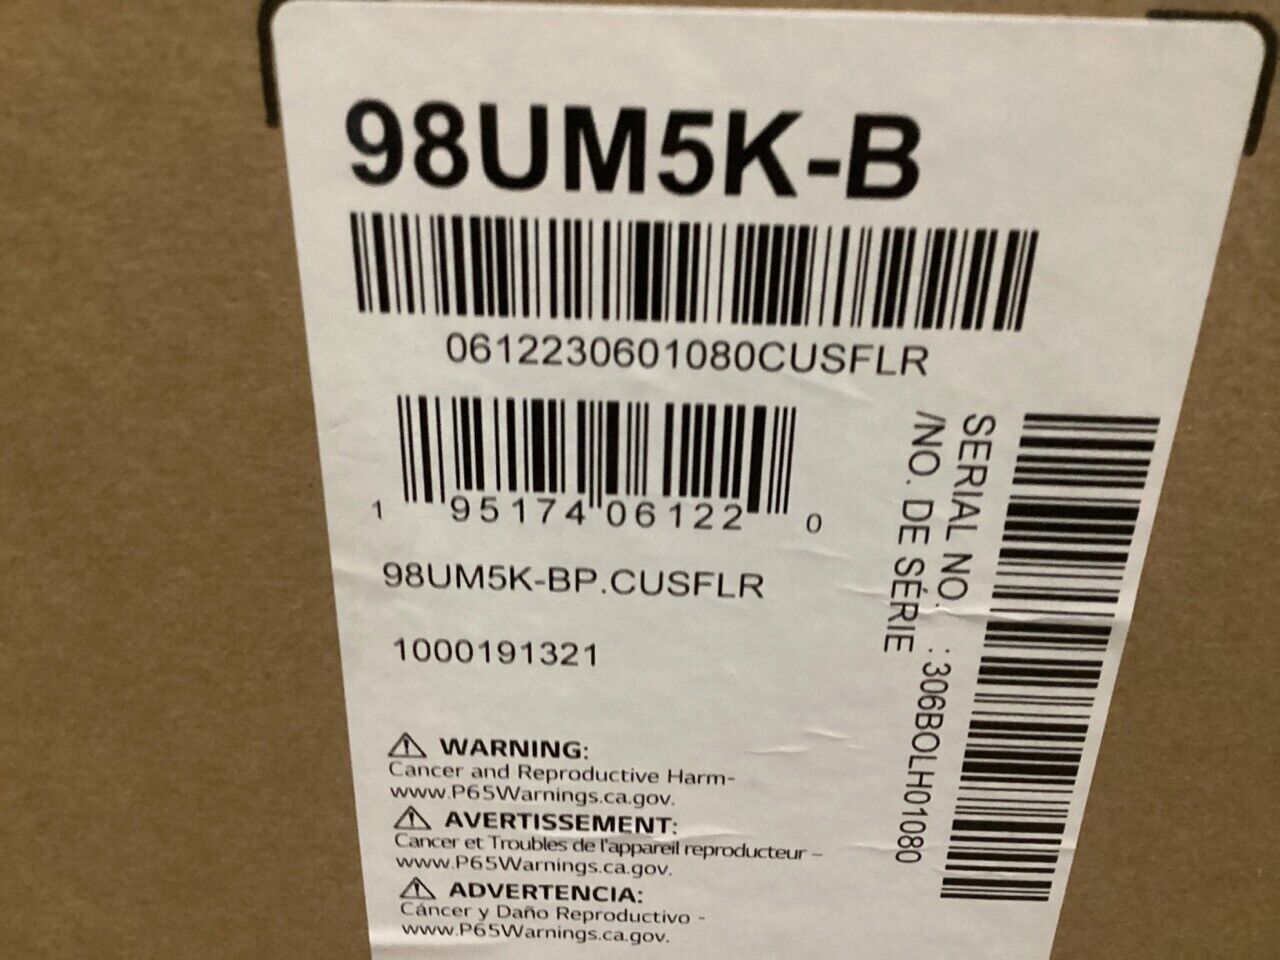 98UM5K-B
0612230601080CUSFLR
1 95174 06122 0
98UM5K-BP.CUSFLR
1000191321
SERIAL NO. : 306BOLH01080
/NO. DE SÉRIE
⚠ WARNING:
Cancer and Reproductive Harm-
www.P65Warnings.ca.gov.
⚠ AVERTISSEMENT:
Cancer et Troubles de l'appareil reproducteur –
www.P65Warnings.ca.gov.
⚠ ADVERTENCIA:
Cáncer y Daño Reproductivo -
www.P65Warnings.ca.gov.